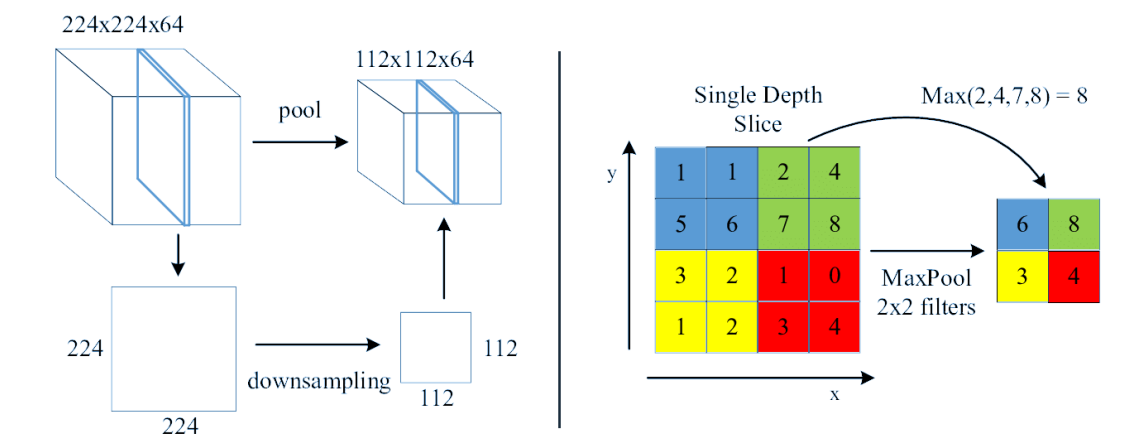 224x224x64
112x112x64
pool
224
downsampling
112
112
224
Single Depth
Slice
Max(2,4,7,8) = 8
y
1 1 2 4
5 6 7 8
3 2 1 0
1 2 3 4
x
MaxPool
2x2 filters
6 8
3 4